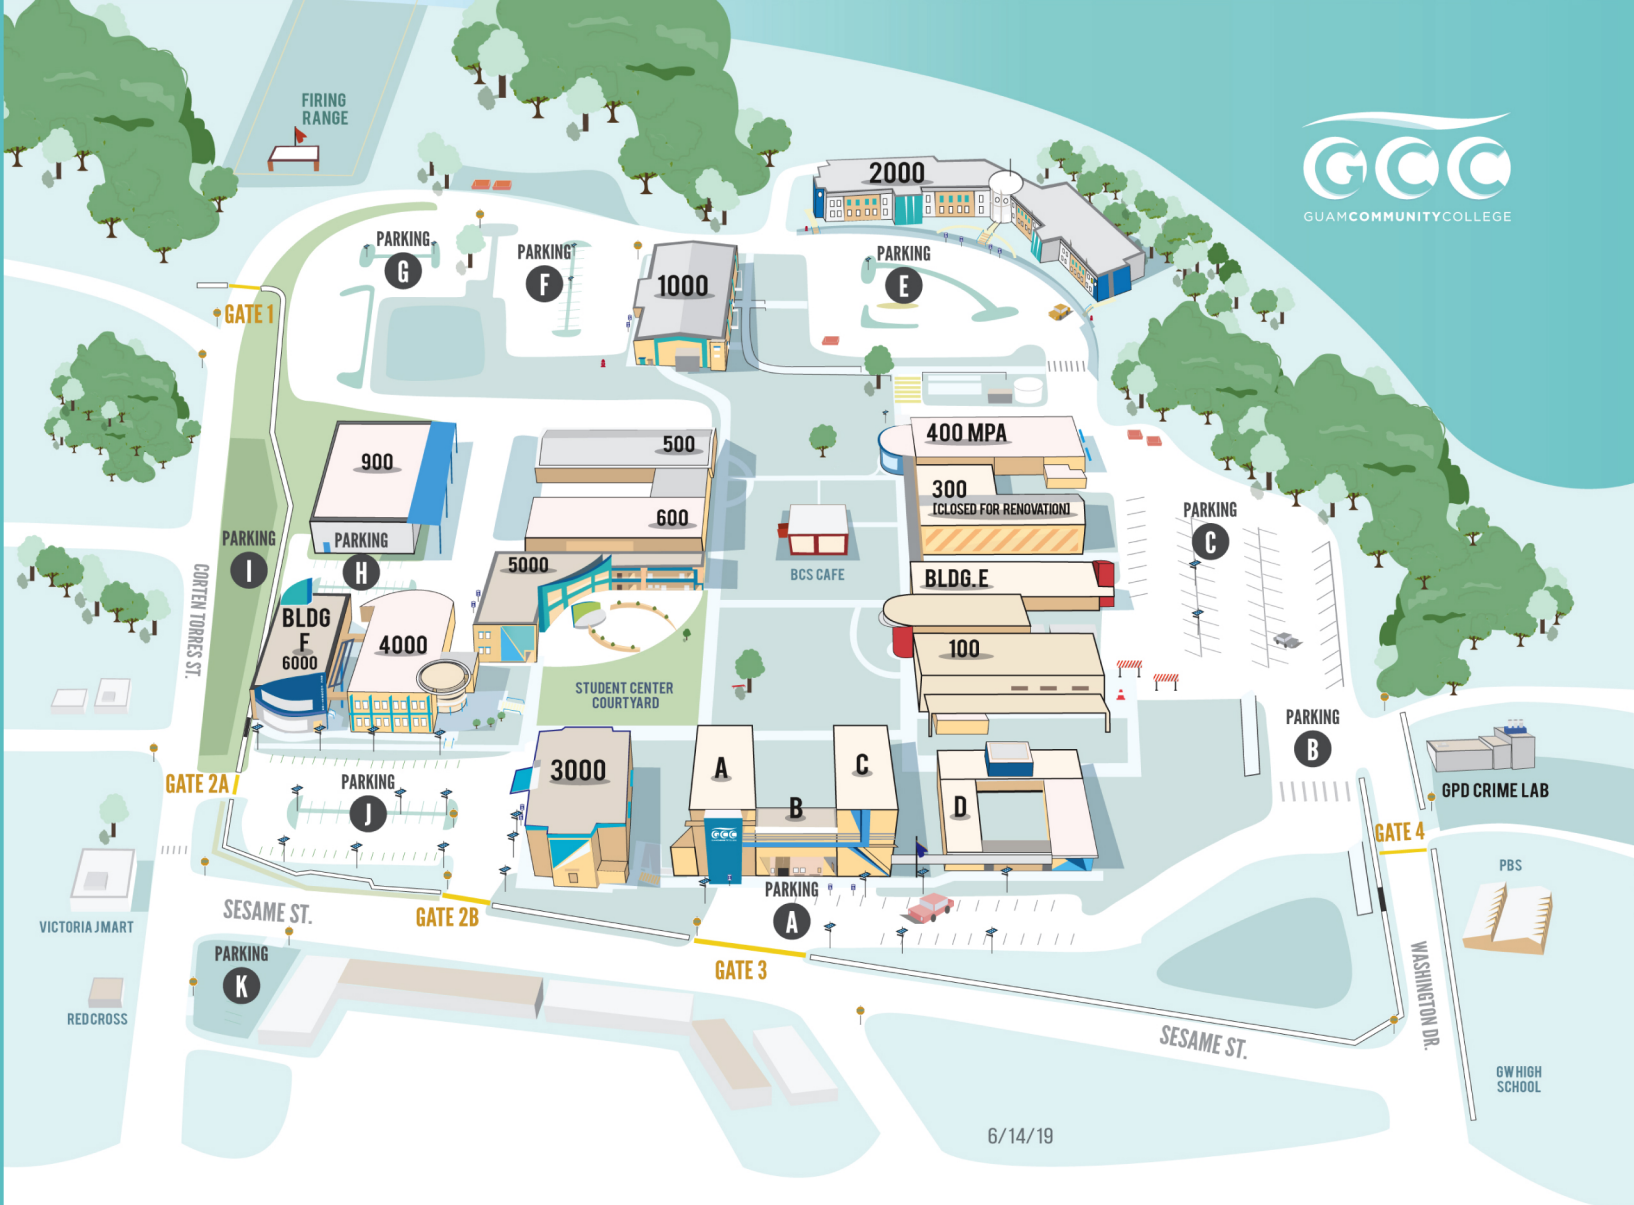 FIRING
RANGE
GCC
GUAMCOMMUNITYCOLLEGE
2000
PARKING
G
PARKING
F
1000
PARKING
E
GATE 1
900
500
600
400 MPA
300
[CLOSED FOR RENOVATION]
PARKING
C
PARKING
I
PARKING
H
5000
BCS CAFE
BLDG.E
CORTEN TORRES ST.
BLDG
F
6000
4000
100
STUDENT CENTER
COURTYARD
PARKING
B
GATE 2A
PARKING
J
3000
A
B
C
D
GCC
GPD CRIME LAB
GATE 4
PBS
VICTORIA JMART
SESAME ST.
GATE 2B
PARKING
A
PARKING
K
GATE 3
RED CROSS
SESAME ST.
WASHINGTON DR.
GW HIGH
SCHOOL
6/14/19